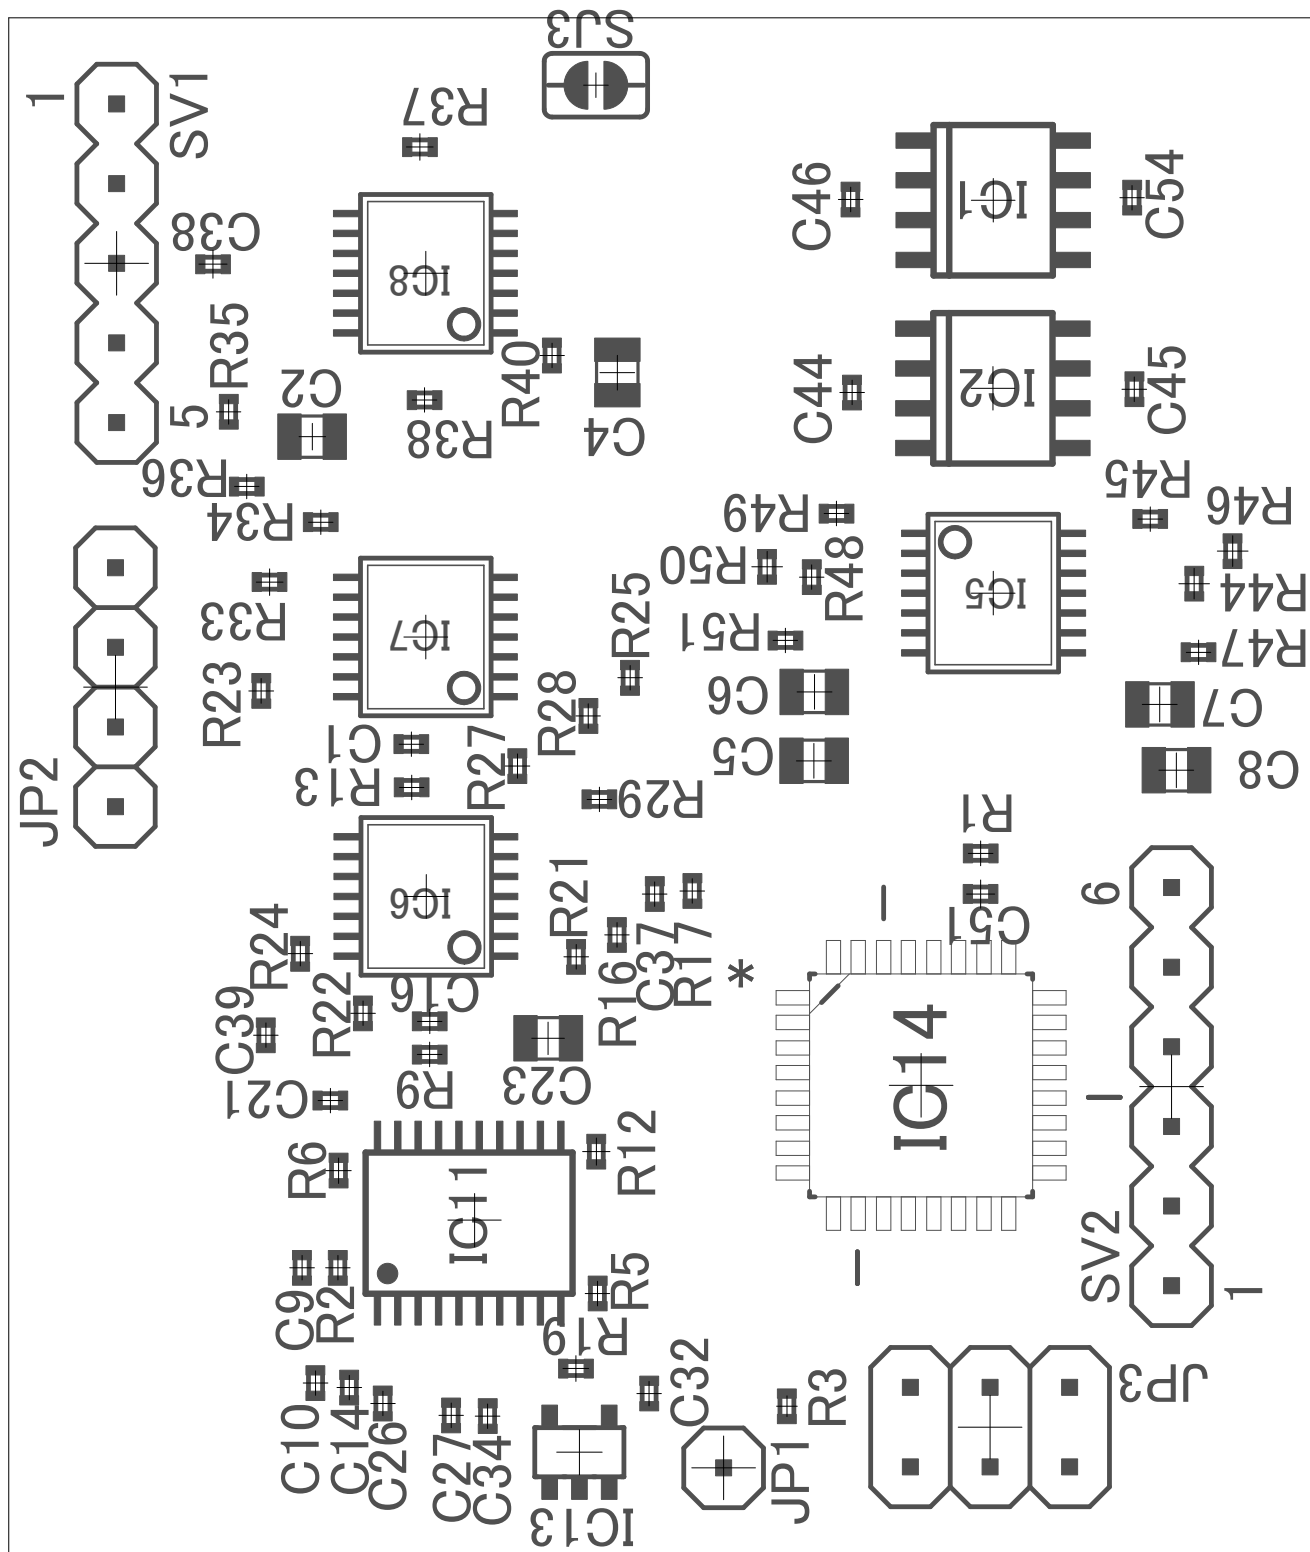 SJ3
1
SV1
R37
C46
IC1
C54
C38
IC8
R35
R40
C2
C44
IC2
C45
5
R38
C4
R36
R34
R49
R45
R46
R50
R48
IC5
R44
R33
IC7
R25
R51
R47
R23
C6
C7
R28
C1
R27
C5
C8
JP2
R13
R29
R1
IC6
R21
6
C51
R24
C37
R17
*
C16
R16
C39
R22
IC14
R9
C23
C21
R12
R6
IC11
SV2
1
R5
C9
R2
R19
C32
R3
JP3
C10
C14
C26
C27
C34
IC13
JP1